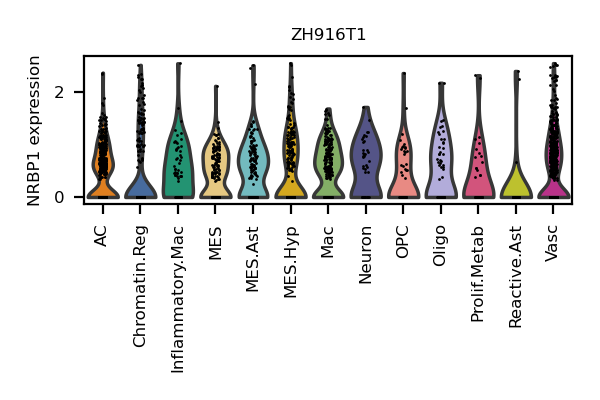 ZH916T1
NRBP1 expression
2
0
AC
Chromatin.Reg
Inflammatory.Mac
MES
MES.Ast
MES.Hyp
Mac
Neuron
OPC
Oligo
Prolif.Metab
Reactive.Ast
Vasc